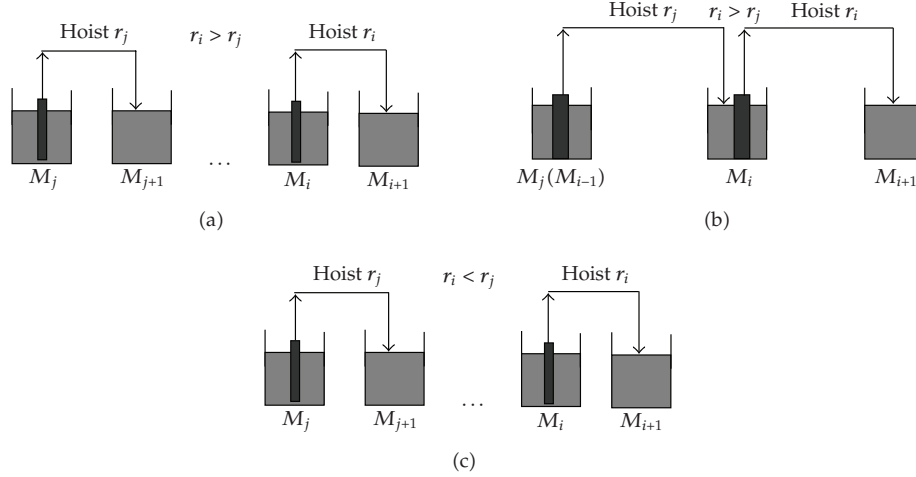 Hoist r_j r_i > r_j Hoist r_i
M_j M_{j+1} ... M_i M_{i+1}
(a)
Hoist r_j r_i > r_j Hoist r_i
M_j(M_{i−1}) M_i M_{i+1}
(b)
Hoist r_j r_i < r_j Hoist r_i
M_j M_{j+1} ... M_i M_{i+1}
(c)